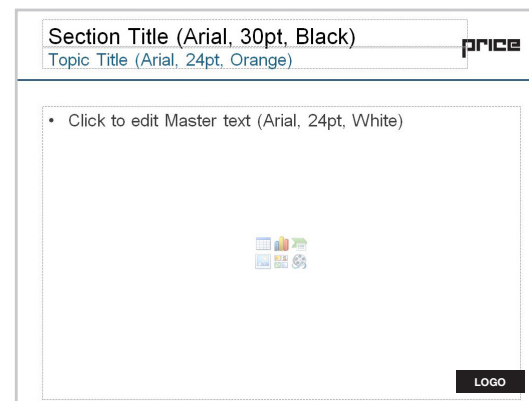 Section Title (Arial, 30pt, Black)
price
Topic Title (Arial, 24pt, Orange)
• Click to edit Master text (Arial, 24pt, White)
LOGO